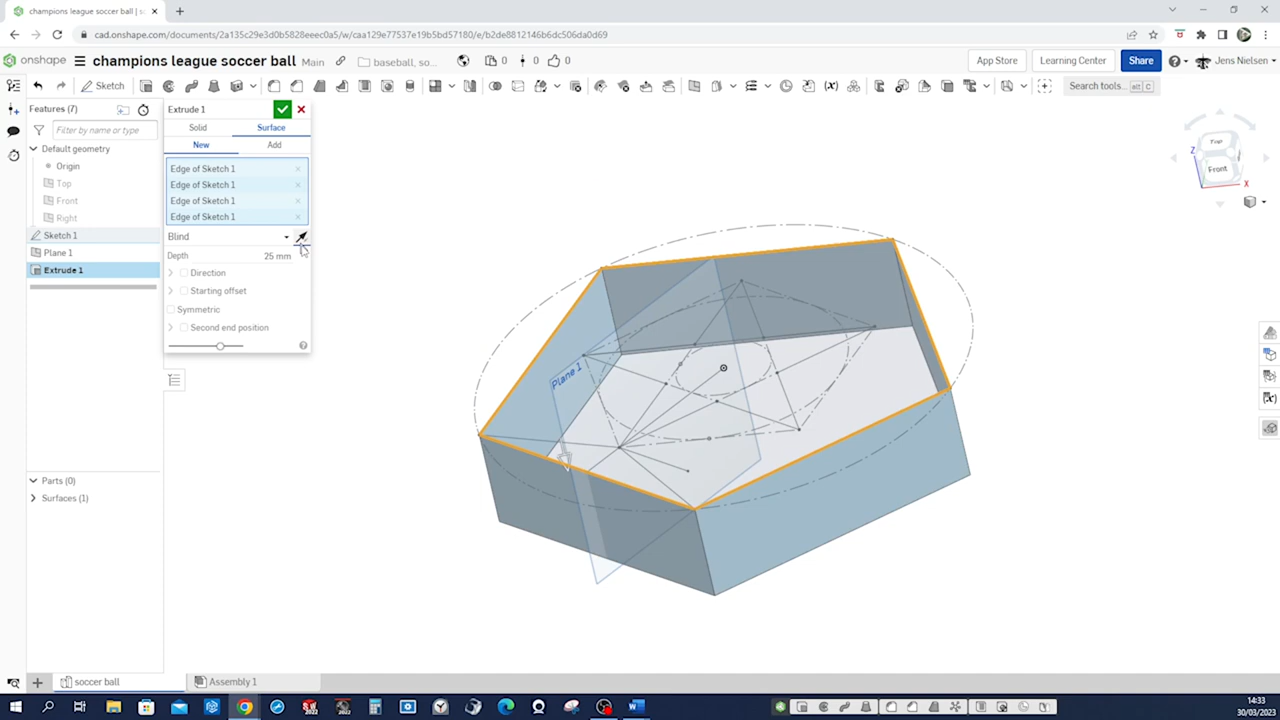 champions league soccer ball | s
cad.onshape.com/documents/2a135c29e3d0b5828eeec0a5/w/caa129e77537e19b5bd57180/e/b2de8812146b6dc506da0d69
onshape
champions league soccer ball
Main
baseball, so...
0
0
0
App Store
Learning Center
Share
Jens Nielsen
Sketch
Search tools...
alt
C
Features (7)
Filter by name or type
Default geometry
Origin
Top
Front
Right
Sketch 1
Plane 1
Extrude 1
Parts (0)
Surfaces (1)
Extrude 1
Solid
Surface
New
Add
Edge of Sketch 1
Edge of Sketch 1
Edge of Sketch 1
Edge of Sketch 1
Blind
Depth
25 mm
Direction
Starting offset
Symmetric
Second end position
Plane 1
Top
Front
Z
X
soccer ball
Assembly 1
14:33
30/03/2023